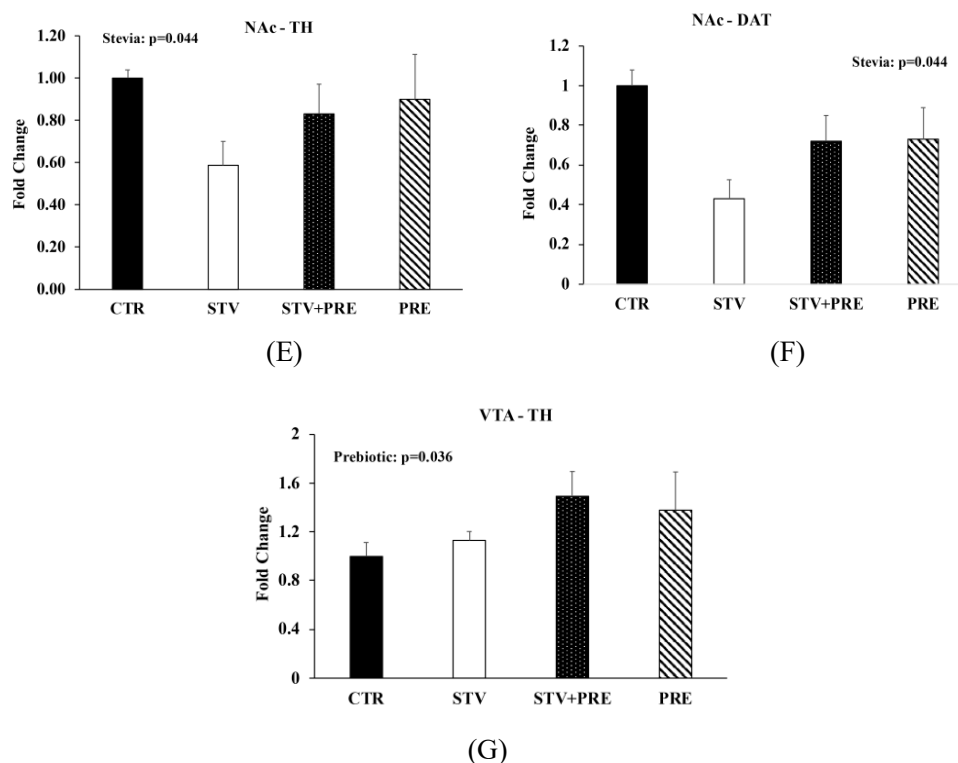 NAc - TH
Stevia: p=0.044
Fold Change
1.20
1.00
0.80
0.60
0.40
0.20
0.00
CTR STV STV+PRE PRE
(E)
NAc - DAT
Stevia: p=0.044
Fold Change
1.2
1
0.8
0.6
0.4
0.2
0
CTR STV STV+PRE PRE
(F)
VTA - TH
Prebiotic: p=0.036
Fold Change
2
1.6
1.2
0.8
0.4
0
CTR STV STV+PRE PRE
(G)